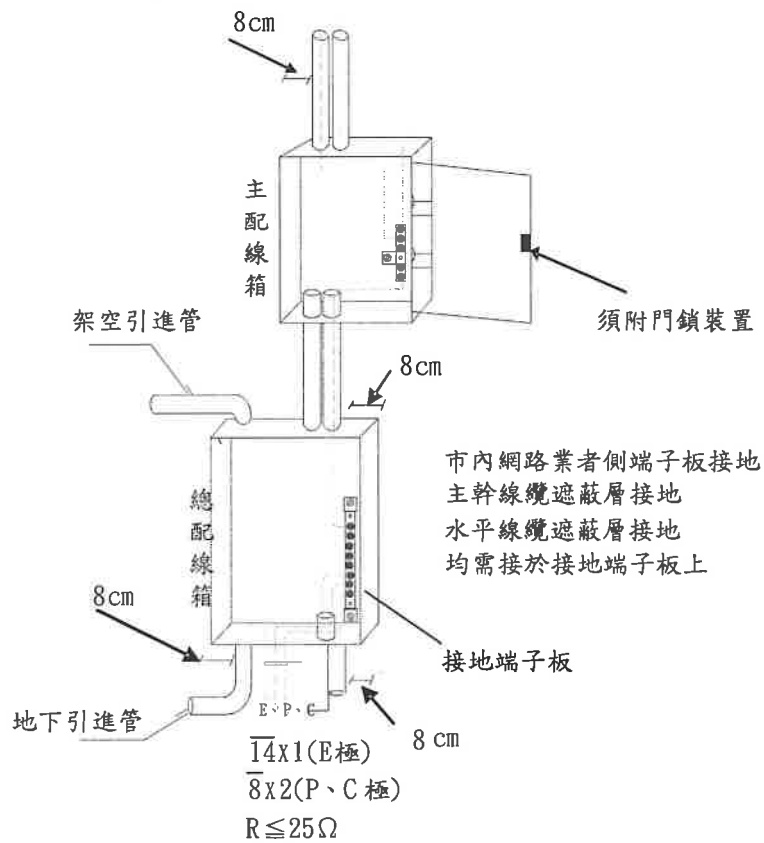 8cm
主配線箱
架空引進管
須附門鎖裝置
8cm
市內網路業者側端子板接地
主幹線纜遮蔽層接地
水平線纜遮蔽層接地
均需接於接地端子板上
總配線箱
8cm
接地端子板
地下引進管
E、P、C
8cm
14x1(E極)
8x2(P、C極)
R≦25Ω